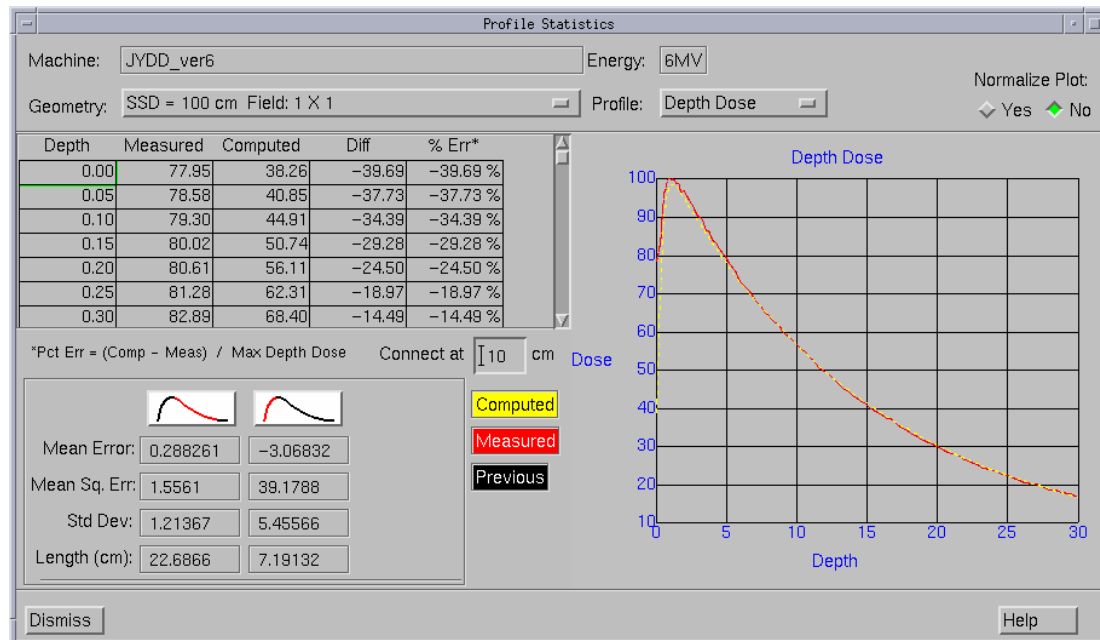 Profile Statistics
Machine: JYDD_ver6 Energy: 6MV
Geometry: SSD = 100 cm Field: 1 X 1 Profile: Depth Dose
Normalize Plot:
Yes No
Depth Measured Computed Diff % Err*
0.00 77.95 38.26 −39.69 −39.69 %
0.05 78.58 40.85 −37.73 −37.73 %
0.10 79.30 44.91 −34.39 −34.39 %
0.15 80.02 50.74 −29.28 −29.28 %
0.20 80.61 56.11 −24.50 −24.50 %
0.25 81.28 62.31 −18.97 −18.97 %
0.30 82.89 68.40 −14.49 −14.49 %
*Pct Err = (Comp − Meas) / Max Depth Dose Connect at 10 cm
Mean Error: 0.288261 −3.06832
Mean Sq. Err: 1.5561 39.1788
Std Dev: 1.21367 5.45566
Length (cm): 22.6866 7.19132
Computed
Measured
Previous
Depth Dose
Dose
100
90
80
70
60
50
40
30
20
10
0 5 10 15 20 25 30
Depth
Dismiss Help